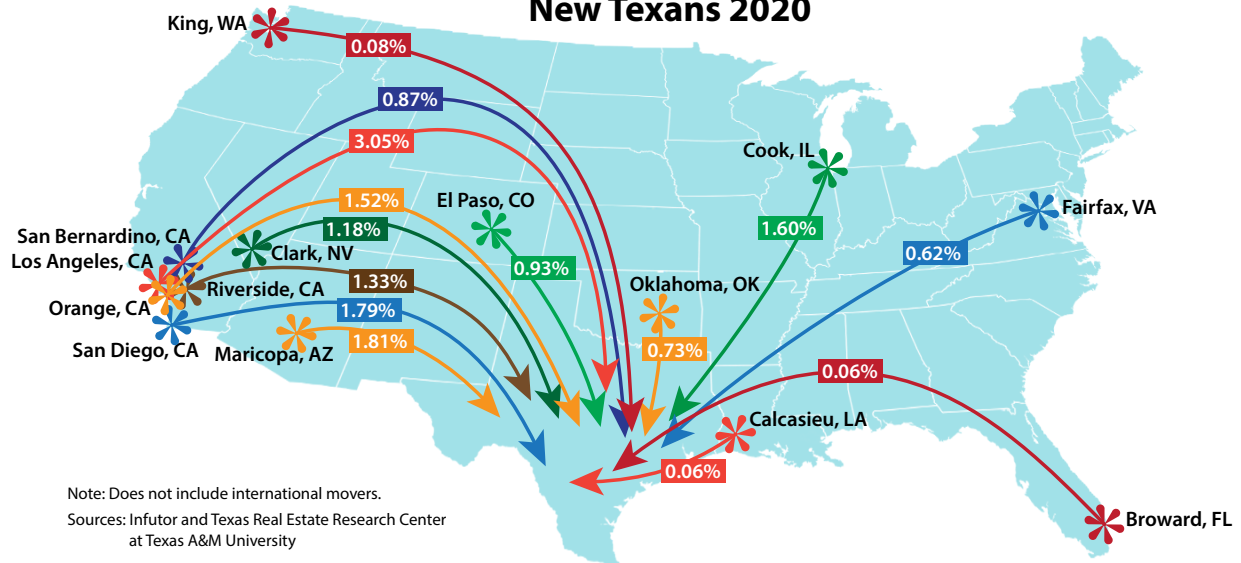 New Texans 2020
King, WA
0.08%
0.87%
3.05%
Cook, IL
1.52%
El Paso, CO
Fairfax, VA
1.18%
1.60%
San Bernardino, CA
Clark, NV
0.62%
Los Angeles, CA
0.93%
Riverside, CA
1.33%
Oklahoma, OK
Orange, CA
1.79%
San Diego, CA
Maricopa, AZ
1.81%
0.73%
0.06%
Calcasieu, LA
0.06%
Note: Does not include international movers.
Sources: Infutor and Texas Real Estate Research Center
at Texas A&M University
Broward, FL